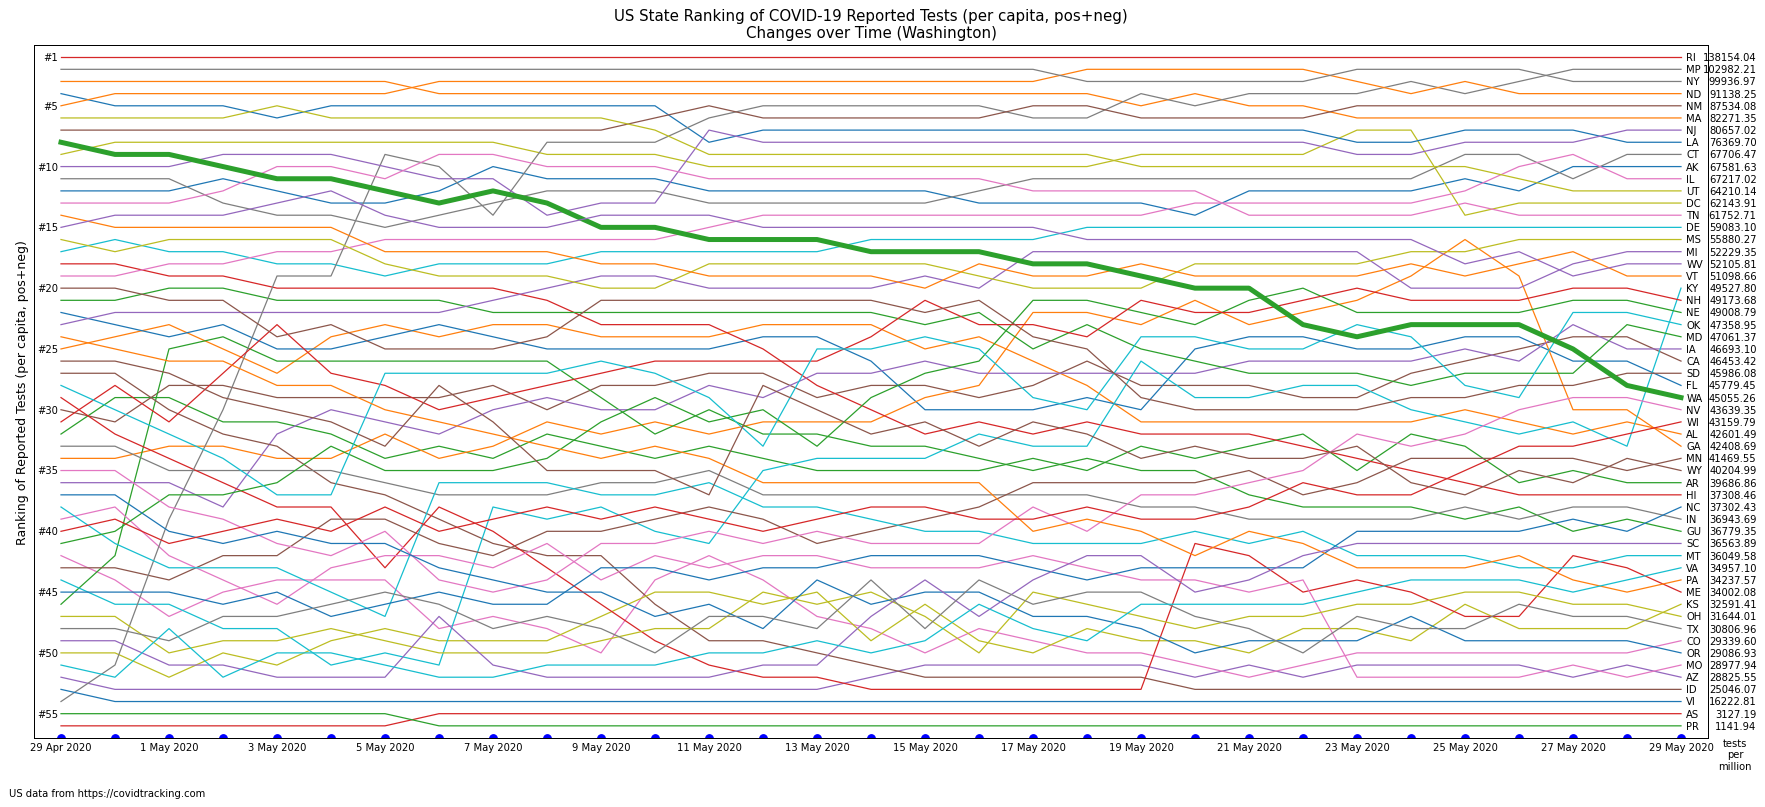 US State Ranking of COVID-19 Reported Tests (per capita, pos+neg)
Changes over Time (Washington)
Ranking of Reported Tests (per capita, pos+neg)
#1
#5
#10
#15
#20
#25
#30
#35
#40
#45
#50
#55
RI 138154.04
MP 102982.21
NY 99936.97
ND 91138.25
NM 87534.08
MA 82271.35
NJ 80657.02
LA 76369.70
CT 67706.47
AK 67581.63
IL 67217.02
UT 64210.14
DC 62143.91
TN 61752.71
DE 59083.10
MS 55880.27
MI 52229.35
WV 52105.81
VT 51098.66
KY 49527.80
NH 49173.68
NE 49008.79
OK 47358.95
MD 47061.37
IA 46693.10
CA 46453.42
SD 45986.08
FL 45779.45
WA 45055.26
NV 43639.35
WI 43159.79
AL 42601.49
GA 42408.69
MN 41469.55
WY 40204.99
AR 39686.86
HI 37308.46
NC 37302.43
IN 36943.69
GU 36779.35
SC 36563.89
MT 36049.58
VA 34957.10
PA 34237.57
ME 34002.08
KS 32591.41
OH 31644.01
TX 30806.96
CO 29339.60
OR 29086.93
MO 28977.94
AZ 28825.55
ID 25046.07
VI 16222.81
AS 3127.19
PR 1141.94
29 Apr 2020 1 May 2020 3 May 2020 5 May 2020 7 May 2020 9 May 2020 11 May 2020 13 May 2020 15 May 2020 17 May 2020 19 May 2020 21 May 2020 23 May 2020 25 May 2020 27 May 2020 29 May 2020
tests
per
million
US data from https://covidtracking.com